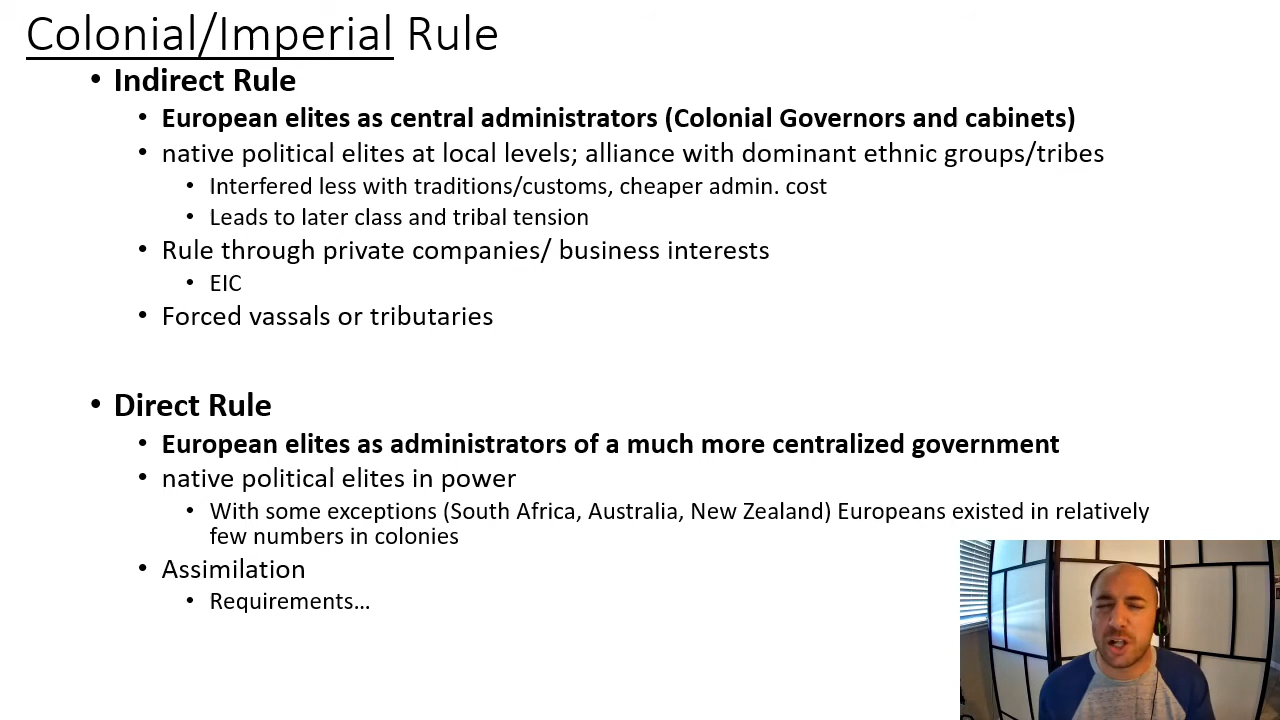 Colonial/Imperial Rule
• Indirect Rule
• European elites as central administrators (Colonial Governors and cabinets)
• native political elites at local levels; alliance with dominant ethnic groups/tribes
• Interfered less with traditions/customs, cheaper admin. cost
• Leads to later class and tribal tension
• Rule through private companies/ business interests
• EIC
• Forced vassals or tributaries
• Direct Rule
• European elites as administrators of a much more centralized government
• native political elites in power
• With some exceptions (South Africa, Australia, New Zealand) Europeans existed in relatively
few numbers in colonies
• Assimilation
• Requirements…